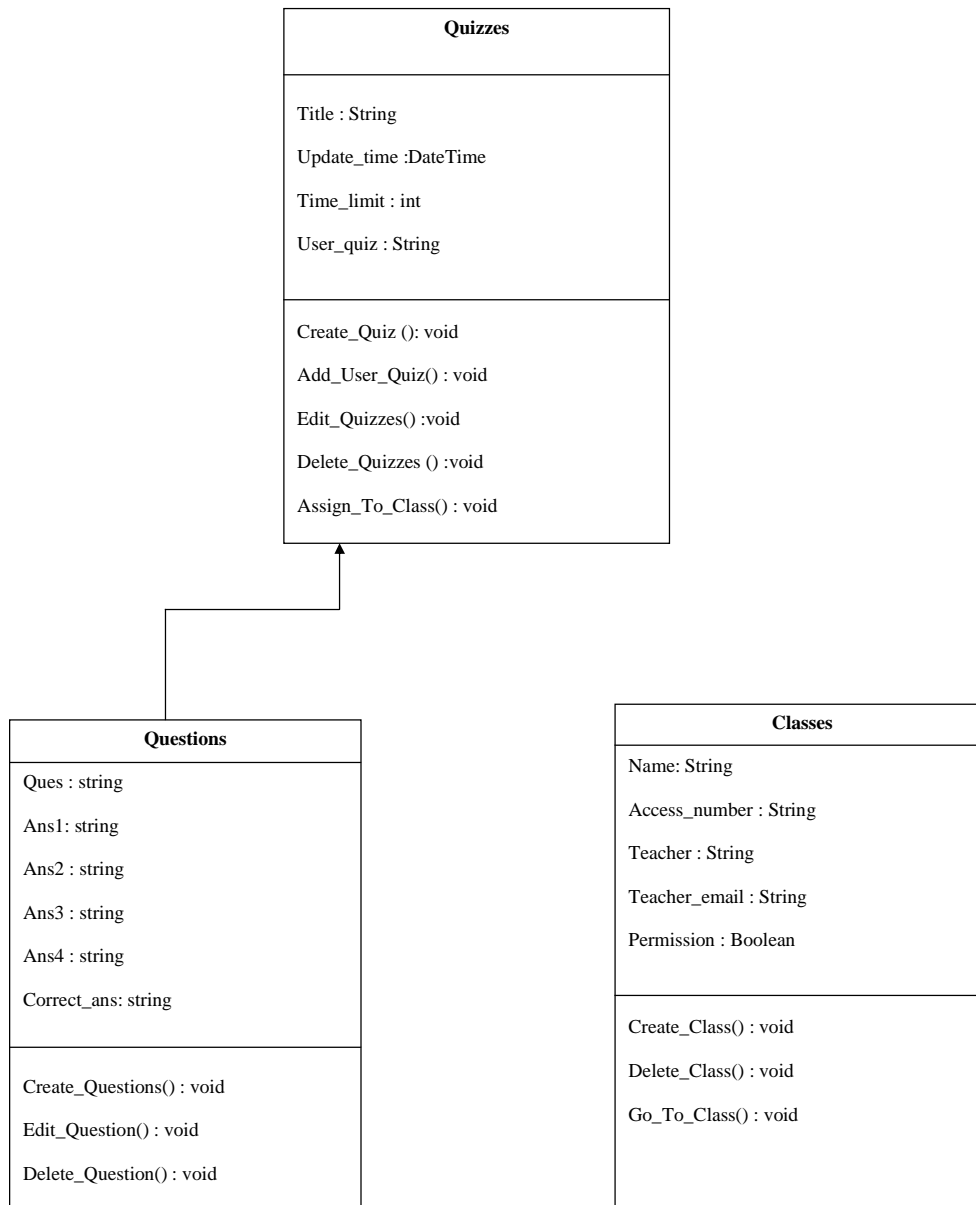 Quizzes
Title : String
Update_time :DateTime
Time_limit : int
User_quiz : String
Create_Quiz (): void
Add_User_Quiz() : void
Edit_Quizzes() :void
Delete_Quizzes () :void
Assign_To_Class() : void
Questions
Ques : string
Ans1: string
Ans2 : string
Ans3 : string
Ans4 : string
Correct_ans: string
Create_Questions() : void
Edit_Question() : void
Delete_Question() : void
Classes
Name: String
Access_number : String
Teacher : String
Teacher_email : String
Permission : Boolean
Create_Class() : void
Delete_Class() : void
Go_To_Class() : void